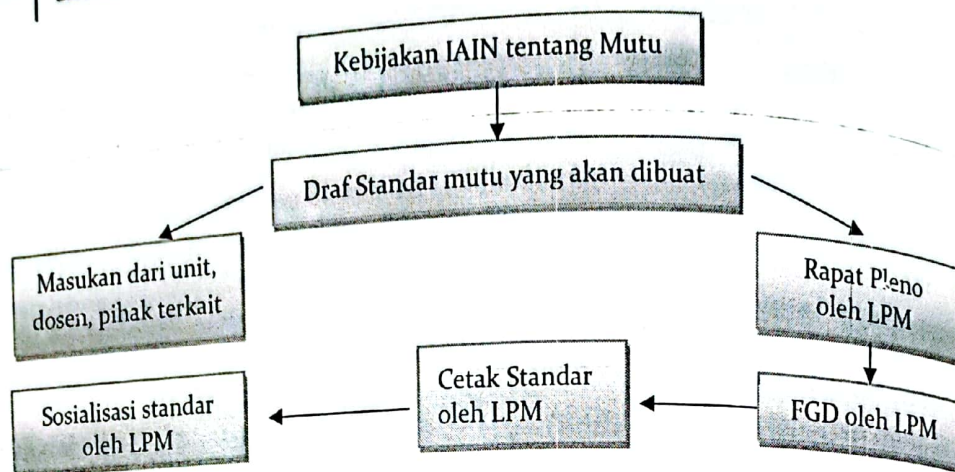 Kebijakan IAIN tentang Mutu
Draf Standar mutu yang akan dibuat
Masukan dari unit,
dosen, pihak terkait
Rapat Pleno
oleh LPM
Cetak Standar
oleh LPM
FGD oleh LPM
Sosialisasi standar
oleh LPM